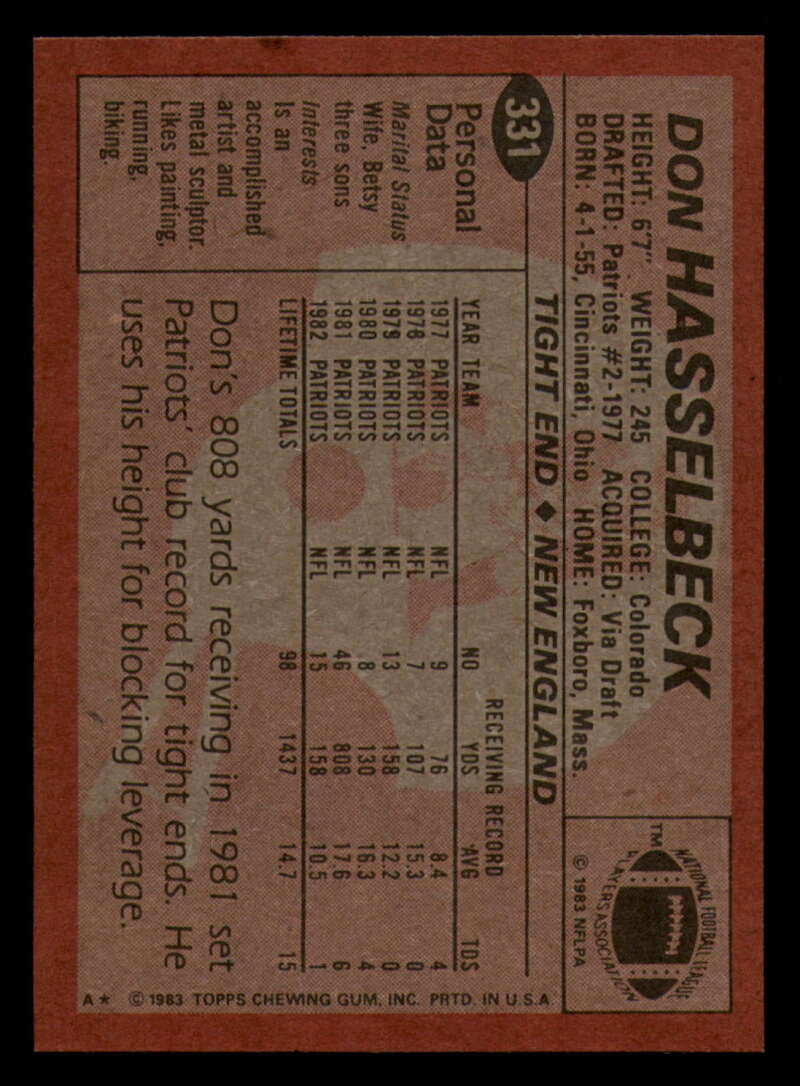 331
DON HASSELBECK
HEIGHT: 6'7" WEIGHT: 245 COLLEGE: Colorado
DRAFTED: Patriots #2-1977 ACQUIRED: Via Draft
BORN: 4-1-55, Cincinnati, Ohio HOME: Foxboro, Mass.
TIGHT END ♦ NEW ENGLAND
NATIONAL FOOTBALL LEAGUE
PLAYERS ASSOCIATION
TM
© 1983 NFLPA
Personal
Data
Marital Status
Wife, Betsy
three sons
Interests
Is an
accomplished
artist and
metal sculptor.
Likes painting,
running,
biking.
RECEIVING RECORD
YEAR TEAM NO YDS AVG TDS
1977 PATRIOTS NFL 9 76 8.4 4
1978 PATRIOTS NFL 7 107 15.3 0
1979 PATRIOTS NFL 13 158 12.2 0
1980 PATRIOTS NFL 8 130 16.3 4
1981 PATRIOTS NFL 46 808 17.6 6
1982 PATRIOTS NFL 15 158 10.5 1
LIFETIME TOTALS 98 1437 14.7 15
Don's 808 yards receiving in 1981 set
Patriots' club record for tight ends. He
uses his height for blocking leverage.
A★ © 1983 TOPPS CHEWING GUM, INC. PRTD. IN U.S.A.